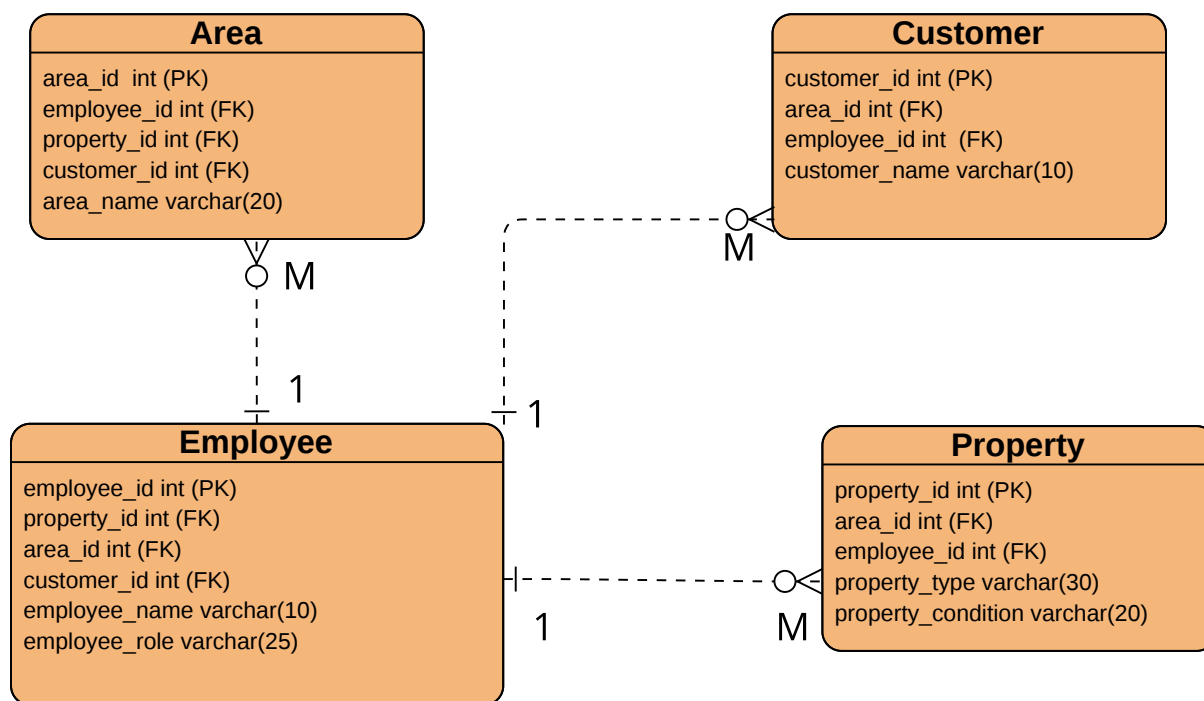 Area
area_id  int (PK)
employee_id int (FK)
property_id int (FK)
customer_id int (FK)
area_name varchar(20)
Customer
customer_id int (PK)
area_id int (FK)
employee_id int  (FK)
customer_name varchar(10)
M
M
1
1
Employee
employee_id int (PK)
property_id int (FK)
area_id int (FK)
customer_id int (FK)
employee_name varchar(10)
employee_role varchar(25)
1
M
Property
property_id int (PK)
area_id int (FK)
employee_id int (FK)
property_type varchar(30)
property_condition varchar(20)